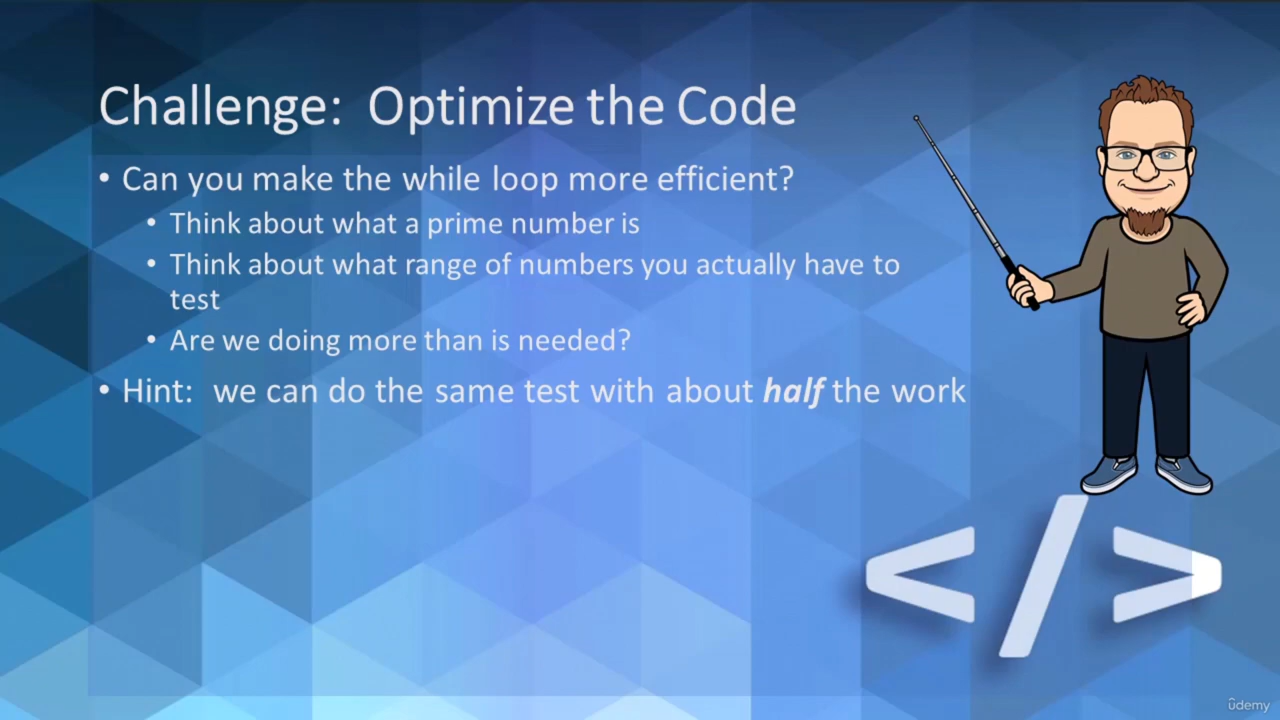 Challenge:  Optimize the Code
• Can you make the while loop more efficient?
• Think about what a prime number is
• Think about what range of numbers you actually have to
test
• Are we doing more than is needed?
• Hint:  we can do the same test with about half the work
</>
ûdemy